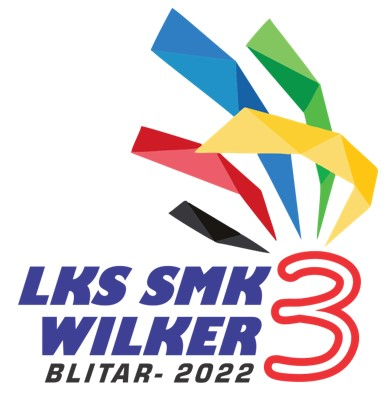 LKS SMK
WILKER 3
BLITAR- 2022